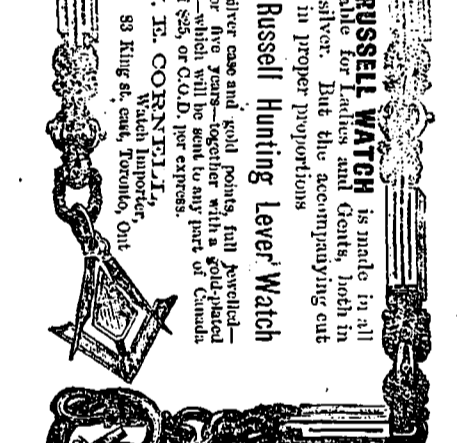 RUSSELL WATCH is made in all
able for Ladies and Gents, both in
silver. But the accompanying cut
in proper proportions
Russell Hunting Lever Watch
ilver case and gold points, full jewelled—
or five years—together with a gold-plated
—which will be sent to any part of Canada
$25, or C.O.D. per express.
. E. CORNELL,
Watch Importer,
83 King st. east, Toronto, Ont